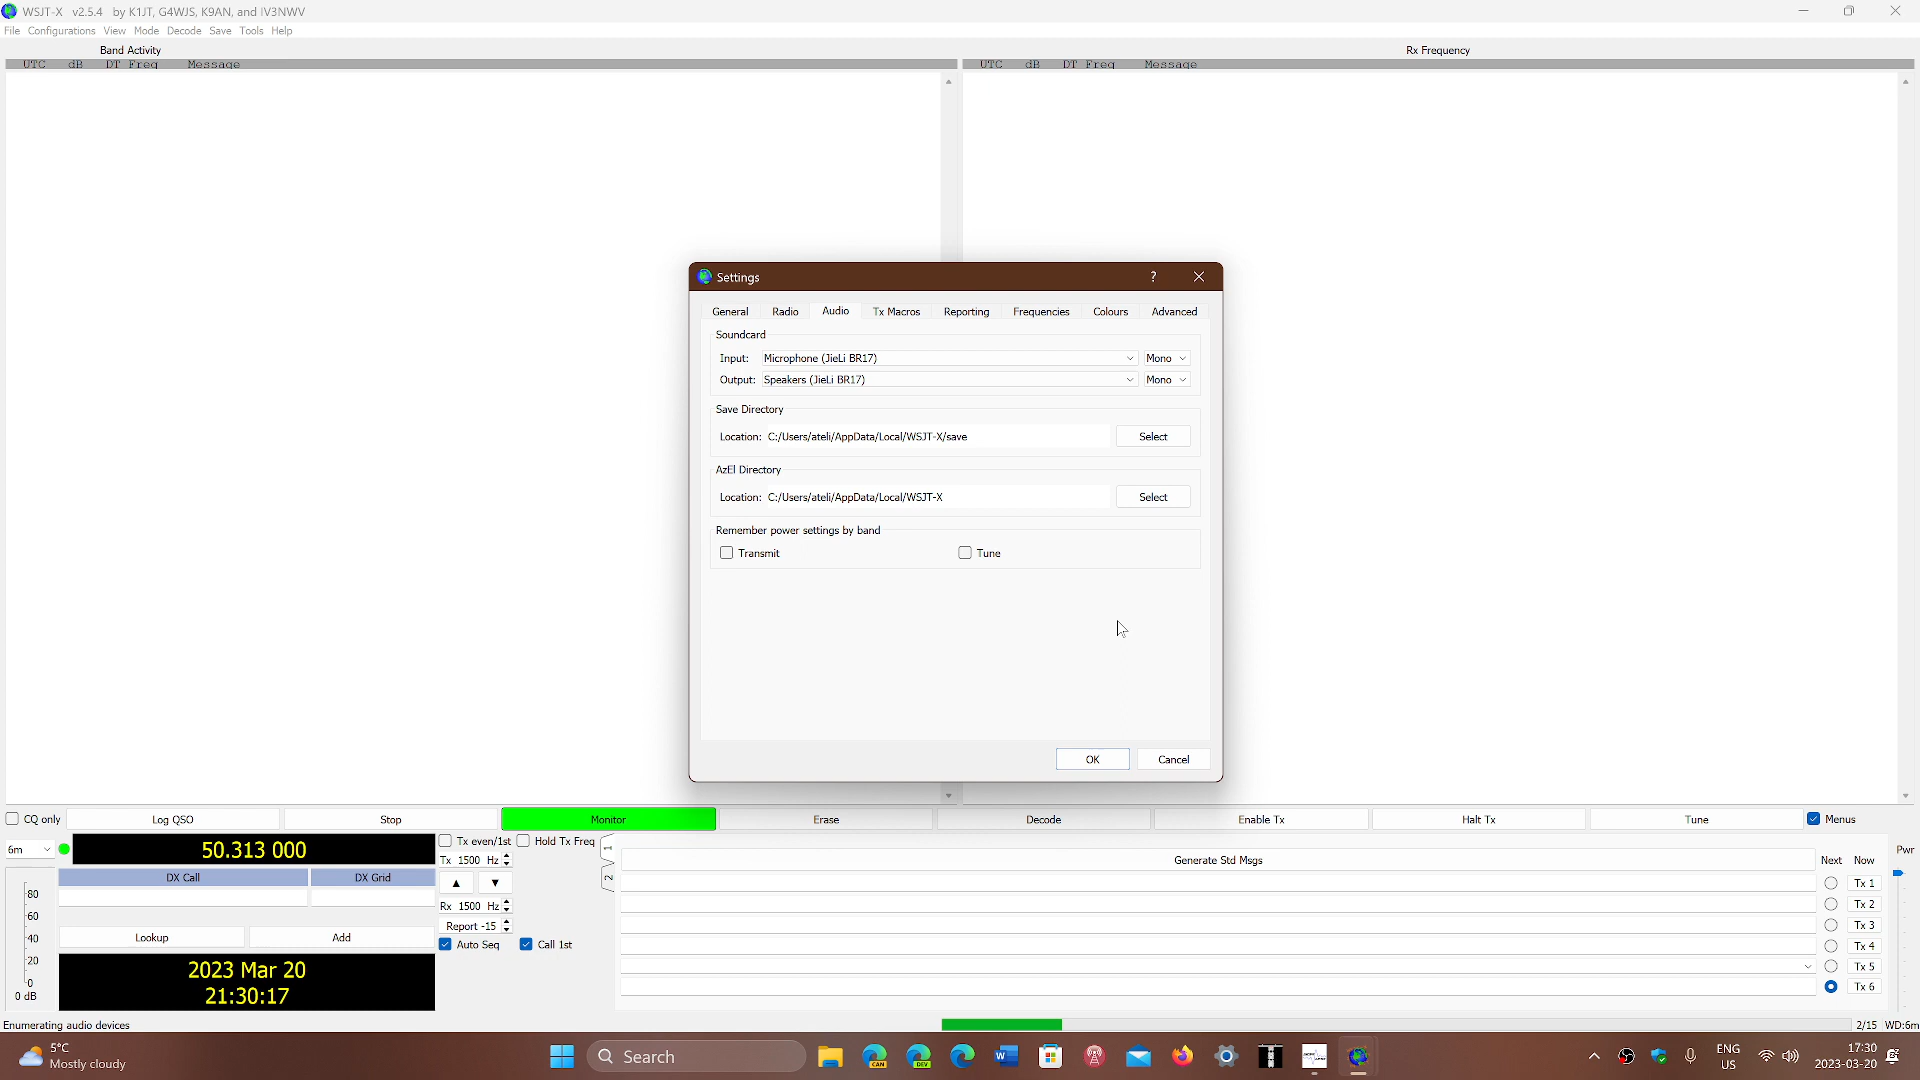 WSJT-X v2.5.4 by K1JT, G4WJS, K9AN, and IV3NWV
File Configurations View Mode Decode Save Tools Help
Band Activity Rx Frequency
UTC dB DT Freq Message UTC dB DT Freq Message
Settings ?
General Radio Audio Tx Macros Reporting Frequencies Colours Advanced
Soundcard
Input: Microphone (JieLi BR17) Mono
Output: Speakers (JieLi BR17) Mono
Save Directory
Location: C:/Users/ateli/AppData/Local/WSJT-X/save Select
AzEl Directory
Location: C:/Users/ateli/AppData/Local/WSJT-X Select
Remember power settings by band
Transmit Tune
OK Cancel
CQ only Log QSO Stop Monitor Erase Decode Enable Tx Halt Tx Tune Menus
6m 50.313 000 Tx even/1st Hold Tx Freq 1 Pwr
Tx 1500 Hz Generate Std Msgs Next Now
DX Call DX Grid 2
80 Tx 1
Rx 1500 Hz Tx 2
60
Report -15 Tx 3
40 Lookup Add Auto Seq Call 1st Tx 4
20 2023 Mar 20 Tx 5
0 21:30:17 Tx 6
0 dB
Enumerating audio devices 2/15 WD:6m
5°C
Mostly cloudy
Search
CAN
DEV
W
ENG
US
17:30
2023-03-20